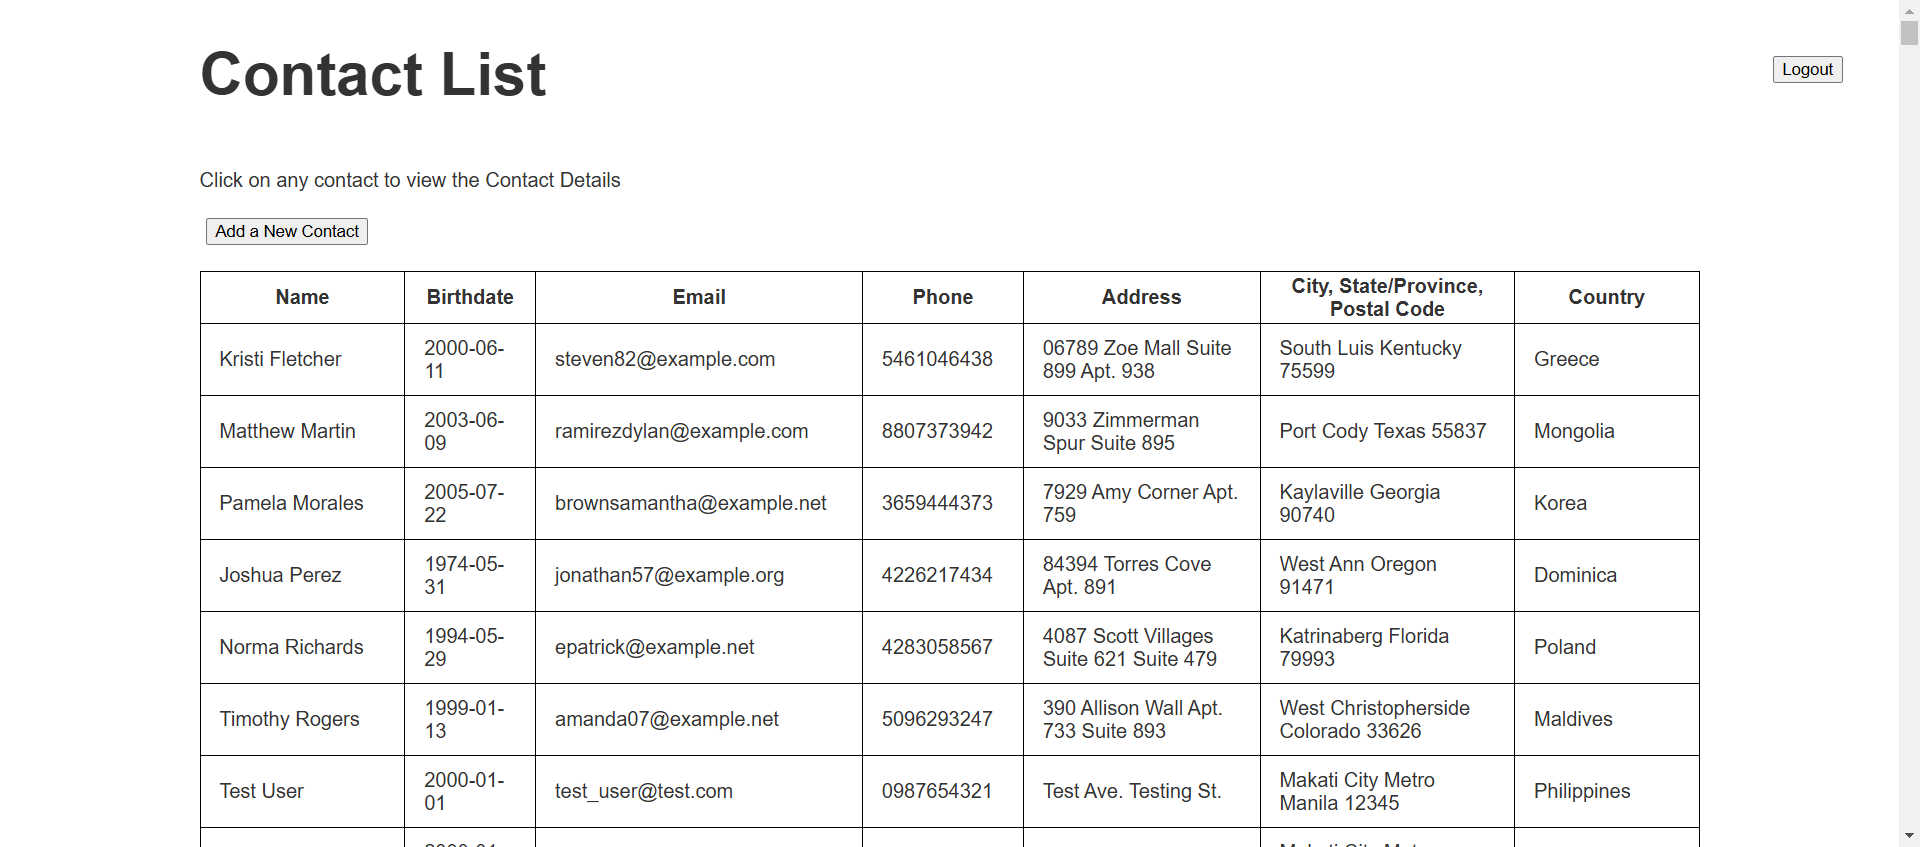 Contact List
Logout
Click on any contact to view the Contact Details
Add a New Contact
Name Birthdate Email Phone Address City, State/Province, Postal Code Country
Kristi Fletcher 2000-06-11 steven82@example.com 5461046438 06789 Zoe Mall Suite 899 Apt. 938 South Luis Kentucky 75599 Greece
Matthew Martin 2003-06-09 ramirezdylan@example.com 8807373942 9033 Zimmerman Spur Suite 895 Port Cody Texas 55837 Mongolia
Pamela Morales 2005-07-22 brownsamantha@example.net 3659444373 7929 Amy Corner Apt. 759 Kaylaville Georgia 90740 Korea
Joshua Perez 1974-05-31 jonathan57@example.org 4226217434 84394 Torres Cove Apt. 891 West Ann Oregon 91471 Dominica
Norma Richards 1994-05-29 epatrick@example.net 4283058567 4087 Scott Villages Suite 621 Suite 479 Katrinaberg Florida 79993 Poland
Timothy Rogers 1999-01-13 amanda07@example.net 5096293247 390 Allison Wall Apt. 733 Suite 893 West Christopherside Colorado 33626 Maldives
Test User 2000-01-01 test_user@test.com 0987654321 Test Ave. Testing St. Makati City Metro Manila 12345 Philippines